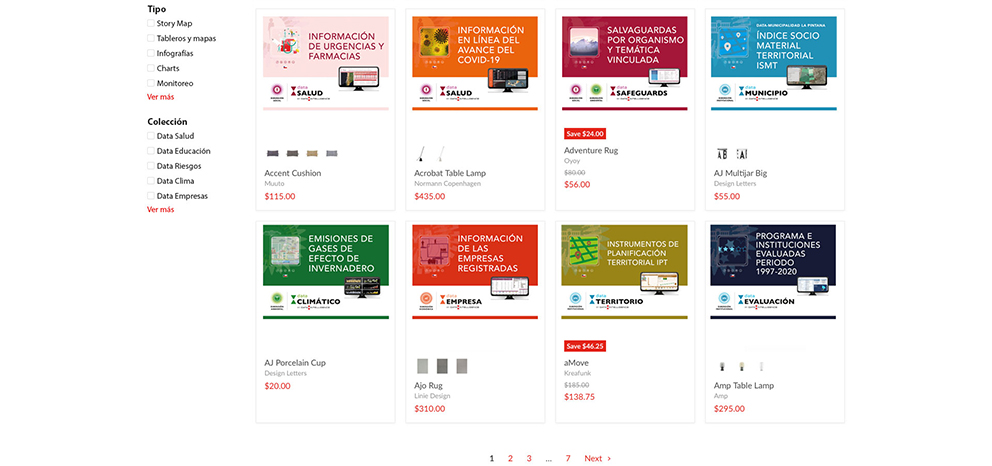 Tipo
Story Map
Tableros y mapas
Infografías
Charts
Monitoreo
Ver más
Colección
Data Salud
Data Educación
Data Riesgos
Data Clima
Data Empresas
Ver más
INFORMACIÓN
DE URGENCIAS Y
FARMACIAS
data
SALUD
Accent Cushion
Muuto
$115.00
INFORMACIÓN
EN LÍNEA DEL
AVANCE DEL
COVID-19
data
SALUD
Acrobat Table Lamp
Normann Copenhagen
$435.00
SALVAGUARDAS
POR ORGANISMO
Y TEMÁTICA
VINCULADA
data
SAFEGUARDS
Save $24.00
Adventure Rug
Oyoy
$80.00
$56.00
DATA-MUNICIPALIDAD LA PINTANA
ÍNDICE SOCIO
MATERIAL
TERRITORIAL
ISMT
data
MUNICIPIO
AJ Multijar Big
Design Letters
$55.00
EMISIONES DE
GASES DE
EFECTO DE
INVERNADERO
data
CLIMÁTICO
AJ Porcelain Cup
Design Letters
$20.00
INFORMACIÓN
DE LAS
EMPRESAS
REGISTRADAS
data
EMPRESA
Ajo Rug
Linie Design
$310.00
INSTRUMENTOS DE
PLANIFICACIÓN
TERRITORIAL IPT
data
TERRITORIO
Save $46.25
aMove
Kreafunk
$185.00
$138.75
PROGRAMA E
INSTITUCIONES
EVALUADAS
PERIODO
1997-2020
data
EVALUACIÓN
Amp Table Lamp
Amp
$295.00
1 2 3 ... 7 Next >